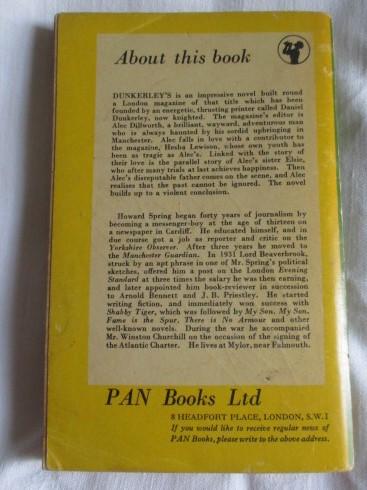 About this book
DUNKERLEY'S is an impressive novel built round
a London magazine of that title which has been
founded by an energetic, thrusting printer called Daniel
Dunkerley, now knighted. The magazine's editor is
Alec Dillworth, a brilliant, wayward, adventurous man
who is always haunted by his sordid upbringing in
Manchester. Alec falls in love with a contributor to
the magazine, Hesba Lewison, whose own youth has
been as tragic as Alec's. Linked with the story of
their love is the parallel story of Alec's sister Elsie,
who after many trials at last achieves happiness. Then
Alec's disreputable father comes on the scene, and Alec
realises that the past cannot be ignored. The novel
builds up to a violent conclusion.
Howard Spring began forty years of journalism by
becoming a messenger-boy at the age of thirteen on
a newspaper in Cardiff. He educated himself, and in
due course got a job as reporter and critic on the
Yorkshire Observer. After three years he moved to
the Manchester Guardian. In 1931 Lord Beaverbrook,
struck by an apt phrase in one of Mr. Spring's political
sketches, offered him a post on the London Evening
Standard at three times the salary he was then earning,
and later appointed him book-reviewer in succession
to Arnold Bennett and J. B. Priestley. He started
writing fiction, and immediately won success with
Shabby Tiger, which was followed by My Son, My Son,
Fame is the Spur, There is No Armour and other
well-known novels. During the war he accompanied
Mr. Winston Churchill on the occasion of the signing of
the Atlantic Charter. He lives at Mylor, near Falmouth.
PAN Books Ltd
8 HEADFORT PLACE, LONDON, S.W.1
If you would like to receive regular news of
PAN Books, please write to the above address.